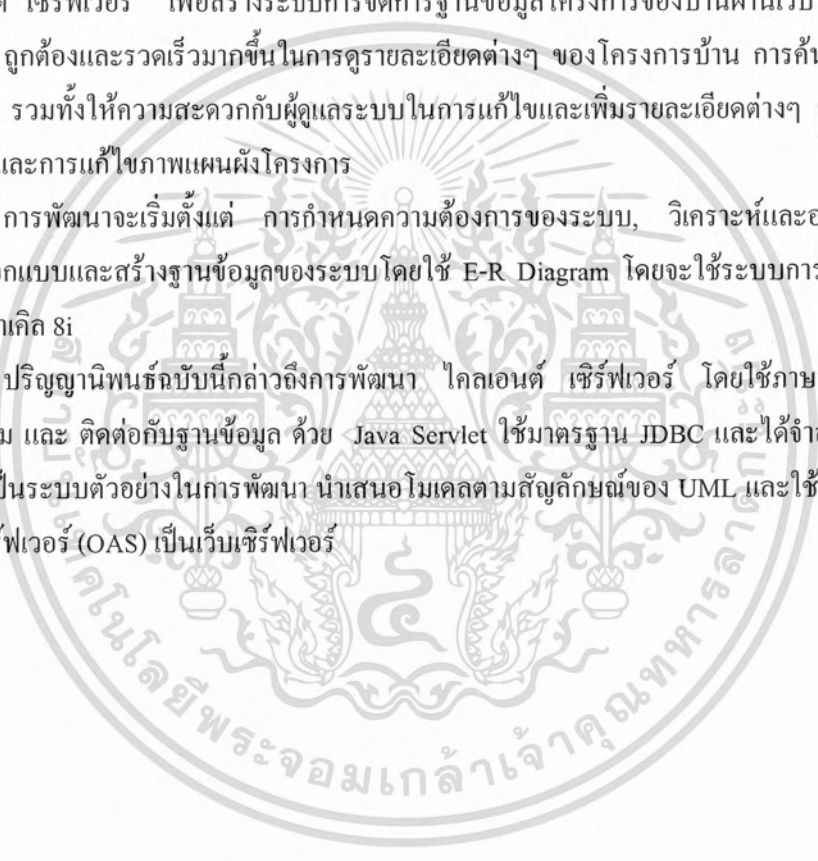 เซิร์ฟเวอร์ เพื่อสร้างระบบการจัดการฐานข้อมูลโครงการของบ้านผ่านเว็บ
ถูกต้องและรวดเร็วมากขึ้นในการดูรายละเอียดต่างๆ ของโครงการบ้าน การค้น
รวมทั้งให้ความสะดวกกับผู้ดูแลระบบในการแก้ไขและเพิ่มรายละเอียดต่างๆ
และการแก้ไขภาพแผนผังโครงการ
การพัฒนาจะเริ่มตั้งแต่ การกำหนดความต้องการของระบบ, วิเคราะห์และอ
กแบบและสร้างฐานข้อมูลของระบบโดยใช้ E-R Diagram โดยจะใช้ระบบการ
าเคิล 8i
ปริญญานิพนธ์ฉบับนี้กล่าวถึงการพัฒนา ไคลเอนต์ เซิร์ฟเวอร์ โดยใช้ภาษ
ม และ ติดต่อกับฐานข้อมูล ด้วย Java Servlet ใช้มาตรฐาน JDBC และได้จำล
ป็นระบบตัวอย่างในการพัฒนา นำเสนอโมเดลตามสัญลักษณ์ของ UML และใช้
ร์ฟเวอร์ (OAS) เป็นเว็บเซิร์ฟเวอร์
สถาบันเทคโนโลยีพระจอมเกล้าเจ้าคุณทหารลาดกระบัง